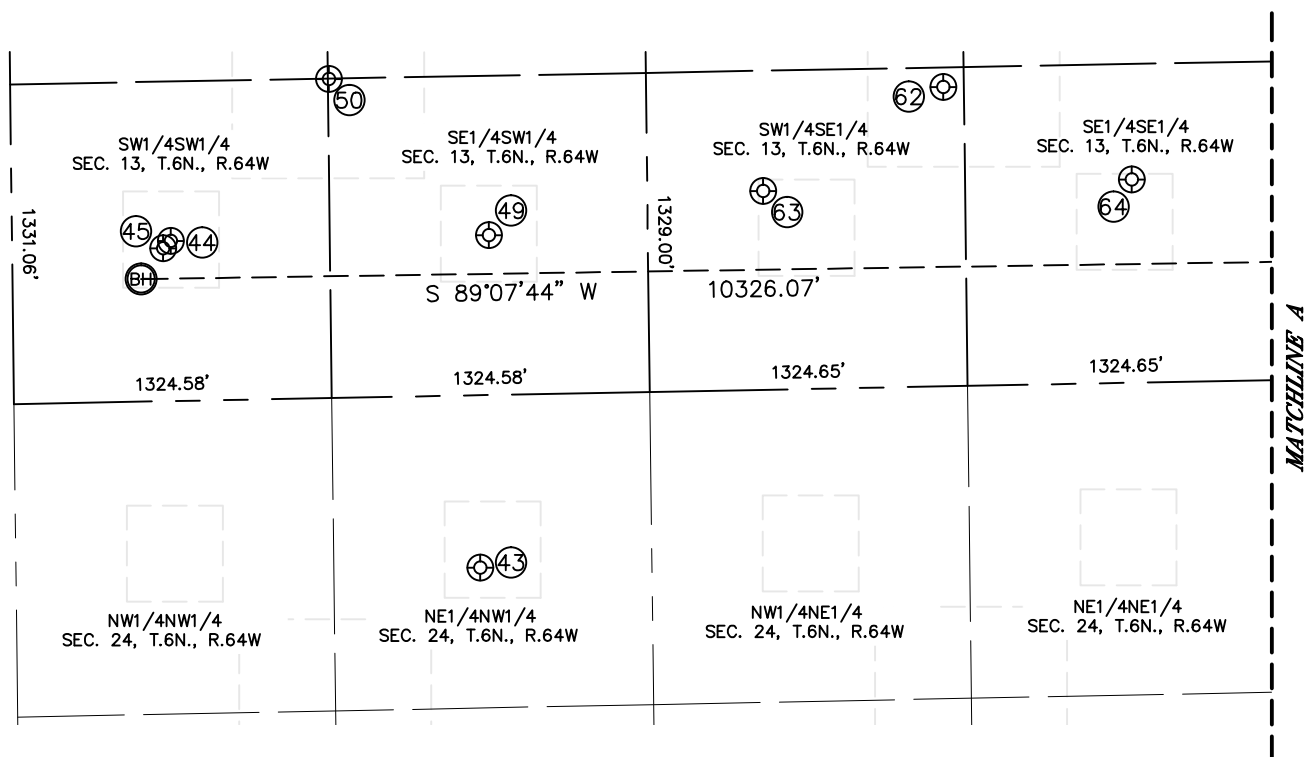 50
62
SW1/4SW1/4
SEC. 13, T.6N., R.64W
SE1/4SW1/4
SEC. 13, T.6N., R.64W
SW1/4SE1/4
SEC. 13, T.6N., R.64W
SE1/4SE1/4
SEC. 13, T.6N., R.64W
1331.06'
45
44
49
1329.00'
63
64
BH
S 89°07'44" W
10326.07'
MATCHLINE A
1324.58'
1324.58'
1324.65'
1324.65'
43
NW1/4NW1/4
SEC. 24, T.6N., R.64W
NE1/4NW1/4
SEC. 24, T.6N., R.64W
NW1/4NE1/4
SEC. 24, T.6N., R.64W
NE1/4NE1/4
SEC. 24, T.6N., R.64W